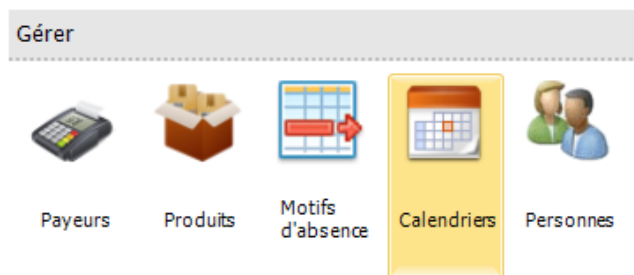 Gérer
Payeurs
Produits
Motifs
d'absence
Calendriers
Personnes